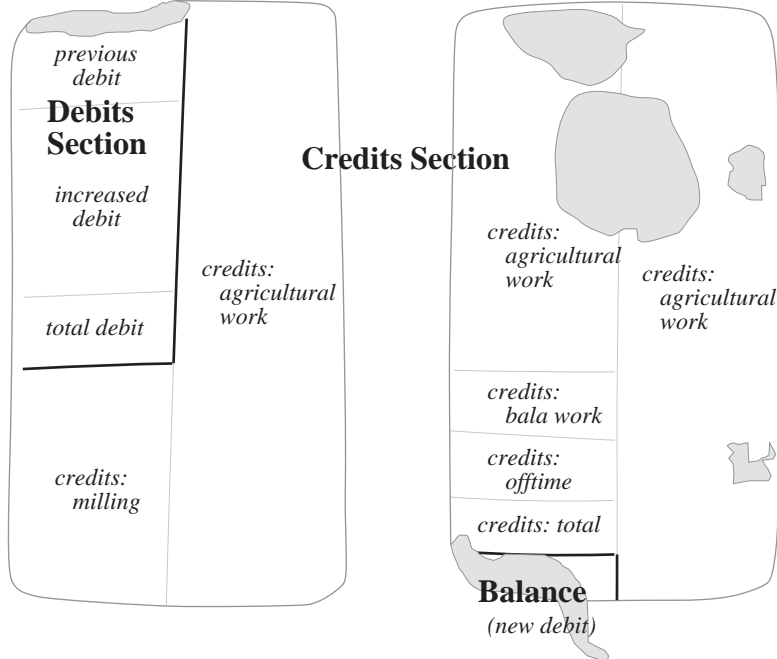 previous
debit
Debits
Section
increased
debit
total debit
credits:
milling
credits:
agricultural
work
Credits Section
credits:
agricultural
work
credits:
agricultural
work
credits:
bala work
credits:
offtime
credits: total
Balance
(new debit)